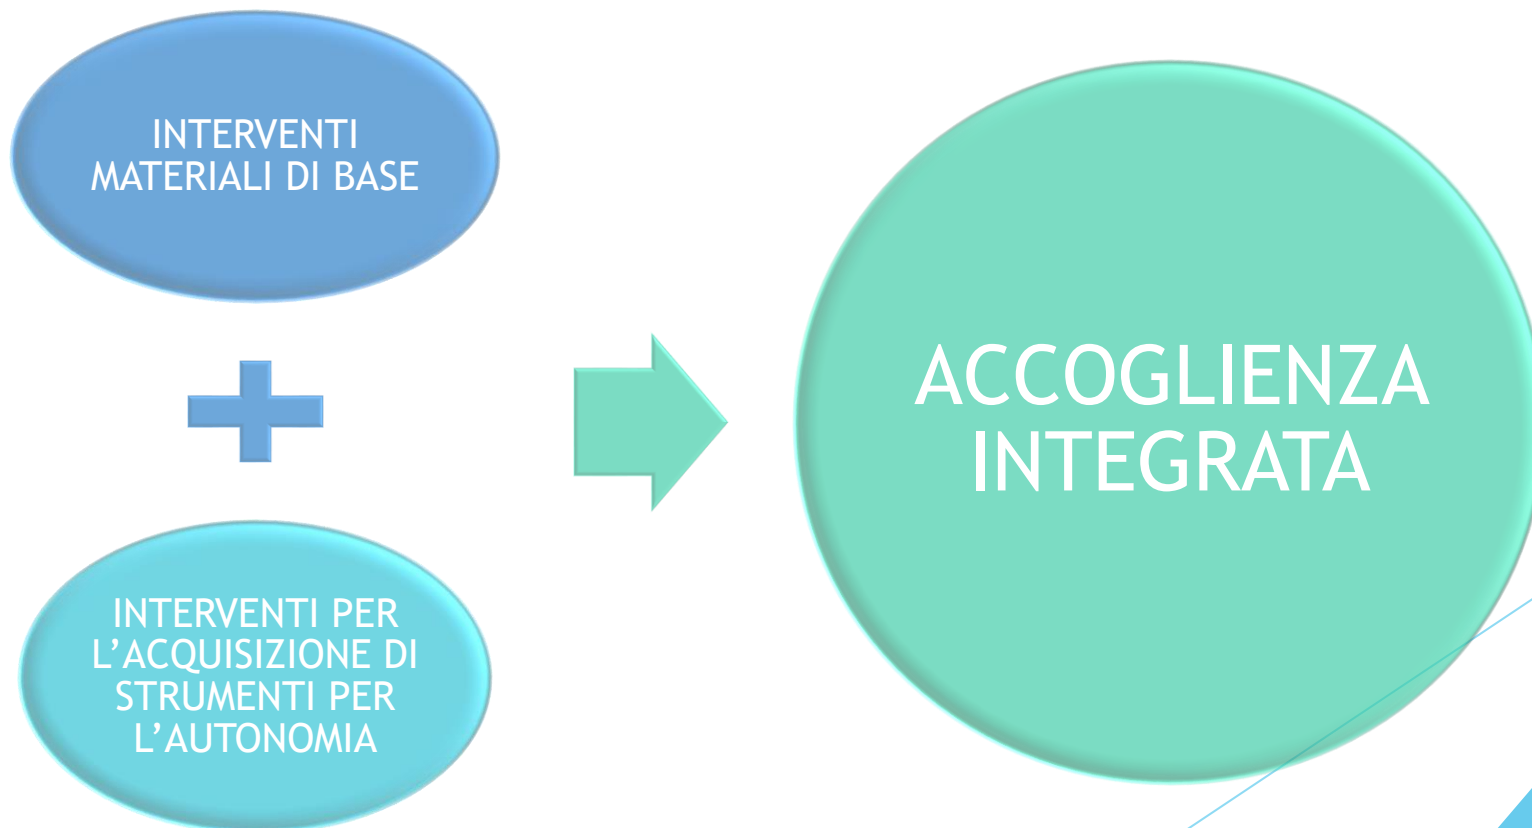 INTERVENTI
MATERIALI DI BASE
INTERVENTI PER
L’ACQUISIZIONE DI
STRUMENTI PER
L’AUTONOMIA
ACCOGLIENZA
INTEGRATA